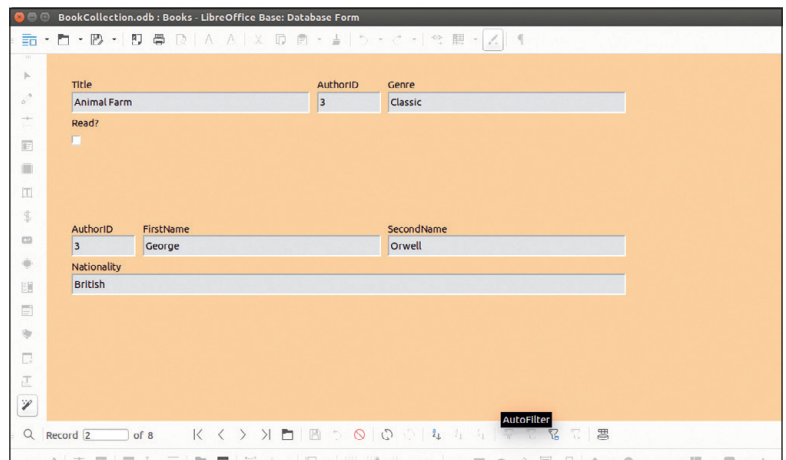 BookCollection.odb : Books - LibreOffice Base: Database Form
Title AuthorID Genre
Animal Farm 3 Classic
Read?
AuthorID FirstName SecondName
3 George Orwell
Nationality
British
AutoFilter
Record 2 of 8